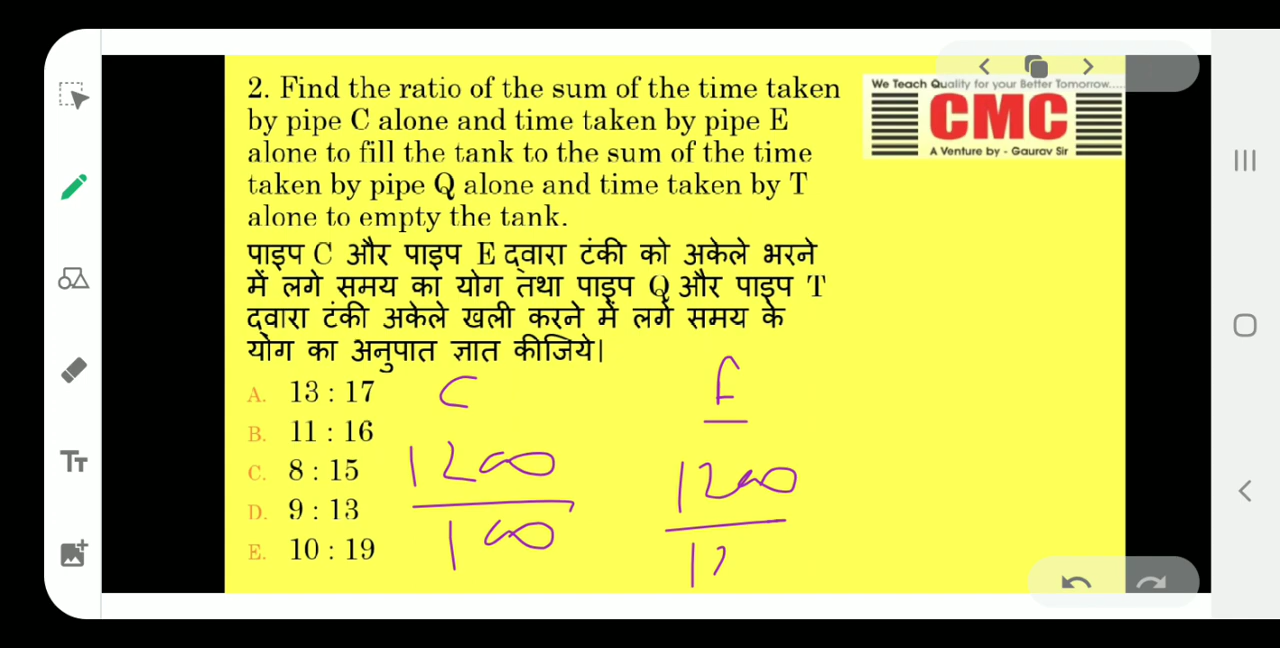 2. Find the ratio of the sum of the time taken
by pipe C alone and time taken by pipe E
alone to fill the tank to the sum of the time
taken by pipe Q alone and time taken by T
alone to empty the tank.
पाइप C और पाइप E द्वारा टंकी को अकेले भरने
में लगे समय का योग तथा पाइप Q और पाइप T
द्वारा टंकी अकेले खली करने में लगे समय के
योग का अनुपात ज्ञात कीजिये|
A. 13 : 17
B. 11 : 16
C. 8 : 15
D. 9 : 13
E. 10 : 19
We Teach Quality for your Better Tomorrow.....
CMC
A Venture by - Gaurav Sir
C
1200
100
E
1200
12
Tт